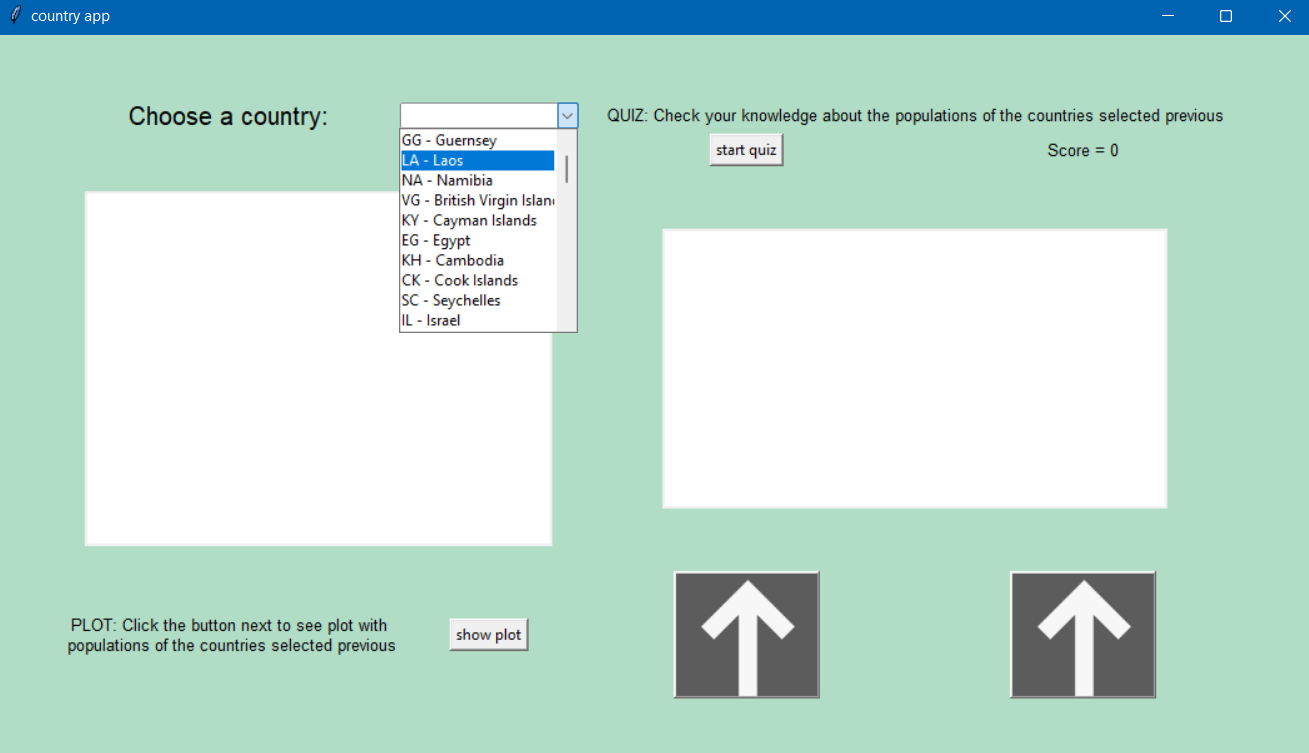 country app
Choose a country:
GG - Guernsey
LA - Laos
NA - Namibia
VG - British Virgin Islan
KY - Cayman Islands
EG - Egypt
KH - Cambodia
CK - Cook Islands
SC - Seychelles
IL - Israel
QUIZ: Check your knowledge about the populations of the countries selected previous
start quiz
Score = 0
PLOT: Click the button next to see plot with
populations of the countries selected previous
show plot